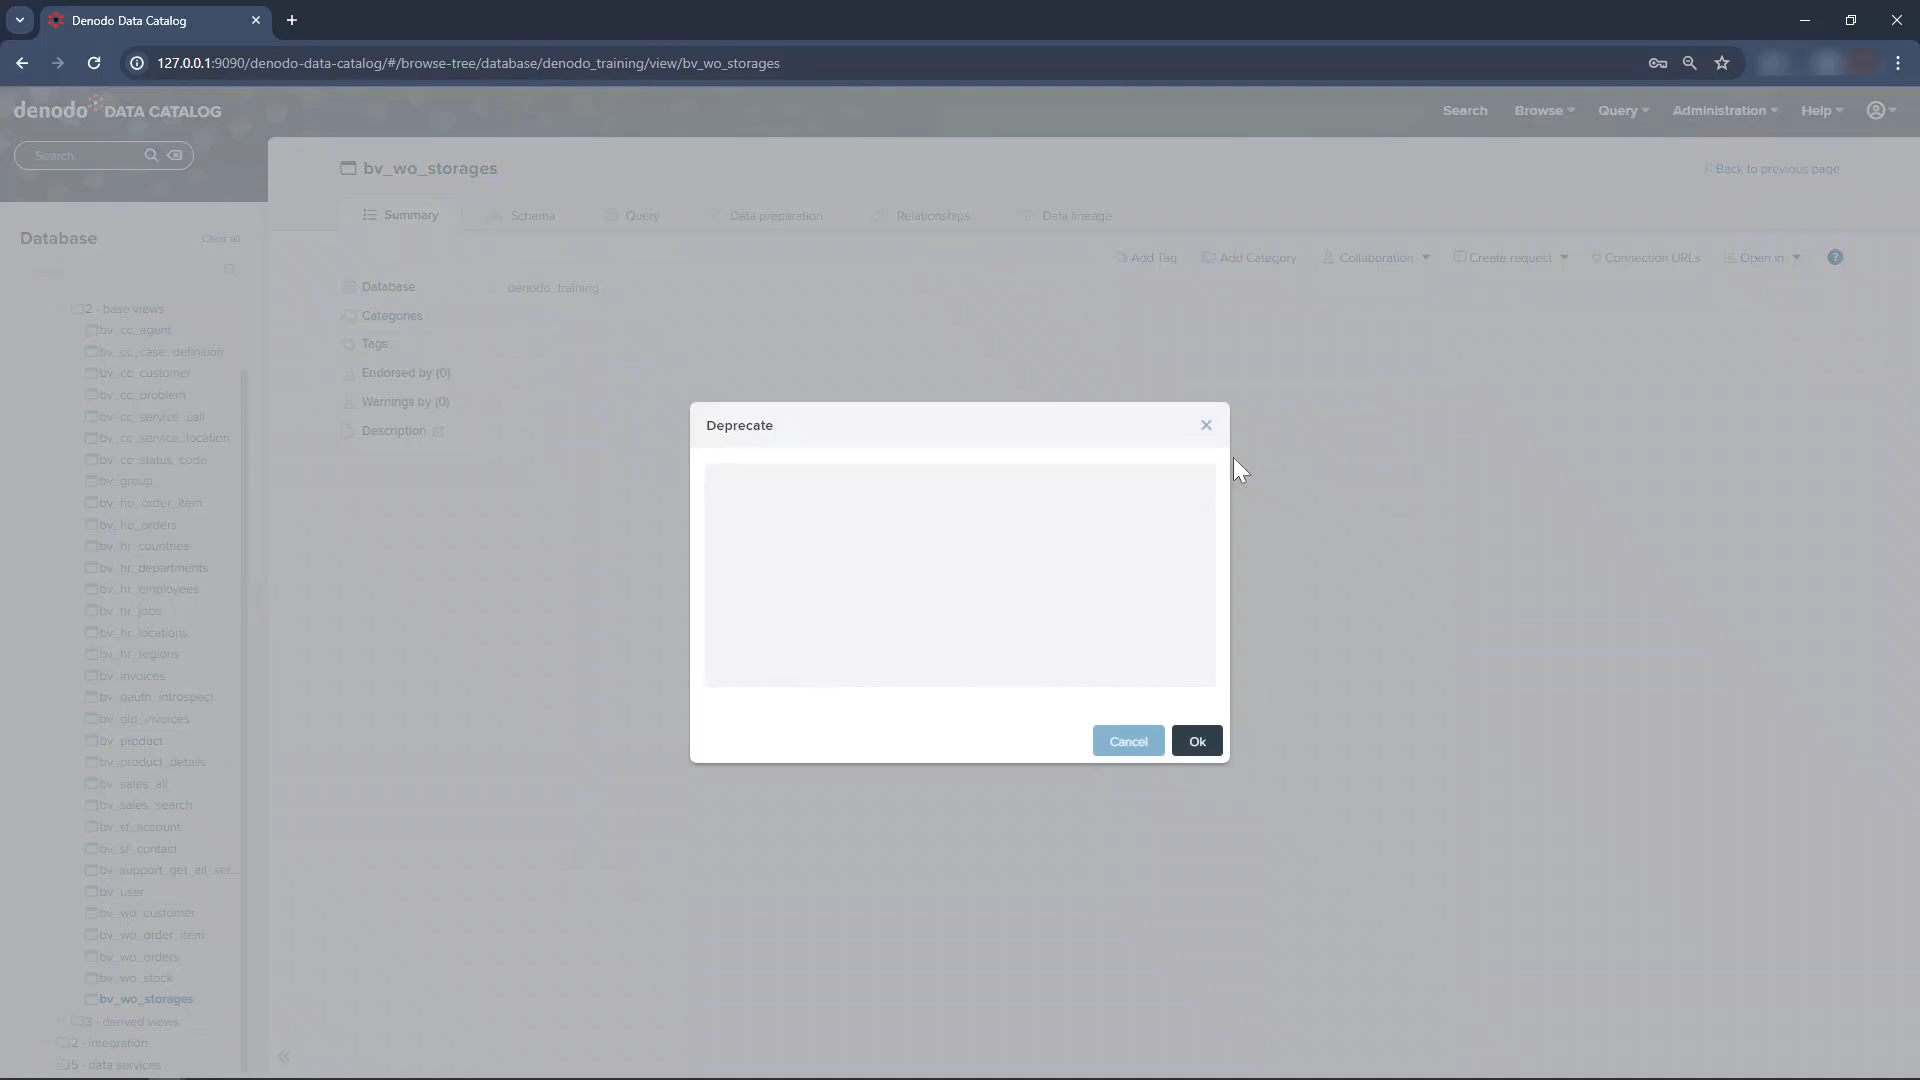 Denodo Data Catalog
127.0.0.1:9090/denodo-data-catalog/#/browse-tree/database/denodo_training/view/bv_wo_storages
denodo DATA CATALOG
Search
Browse
Query
Administration
Help
Search
bv_wo_storages
Back to previous page
Summary
Schema
Query
Data preparation
Relationships
Data lineage
Database
Clear all
Add Tag
Add Category
Collaboration
Create request
Connection URLs
Open in
?
Database
denodo_training
Categories
Tags
Endorsed by (0)
Warnings by (0)
Description
2 - base views
bv_cc_agent
bv_cc_case_definition
bv_cc_customer
bv_cc_problem
bv_cc_service_call
bv_cc_service_location
bv_cc_status_code
bv_group
bv_ho_order_item
bv_ho_orders
bv_hr_countries
bv_hr_departments
bv_hr_employees
bv_hr_jobs
bv_hr_locations
bv_hr_regions
bv_invoices
bv_oauth_introspect
bv_old_invoices
bv_product
bv_product_details
bv_sales_all
bv_sales_search
bv_sf_account
bv_sf_contact
bv_support_get_all_ser...
bv_user
bv_wo_customer
bv_wo_order_item
bv_wo_orders
bv_wo_stock
bv_wo_storages
3 - derived views
2 - integration
5 - data services
Deprecate
Cancel
Ok